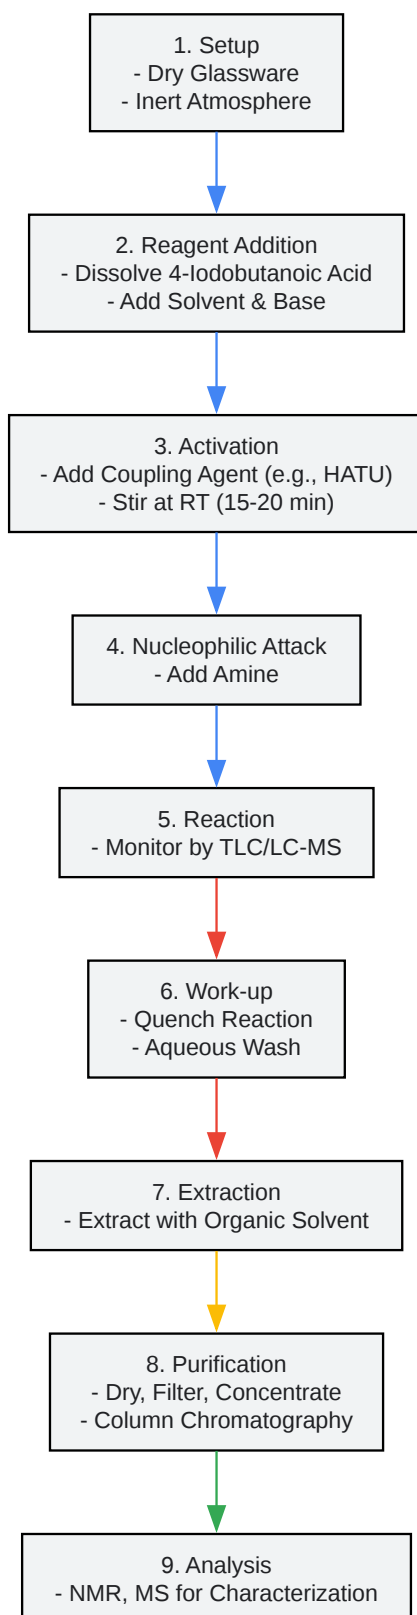 1. Setup
- Dry Glassware
- Inert Atmosphere
2. Reagent Addition
- Dissolve 4-Iodobutanoic Acid
- Add Solvent & Base
3. Activation
- Add Coupling Agent (e.g., HATU)
- Stir at RT (15-20 min)
4. Nucleophilic Attack
- Add Amine
5. Reaction
- Monitor by TLC/LC-MS
6. Work-up
- Quench Reaction
- Aqueous Wash
7. Extraction
- Extract with Organic Solvent
8. Purification
- Dry, Filter, Concentrate
- Column Chromatography
9. Analysis
- NMR, MS for Characterization